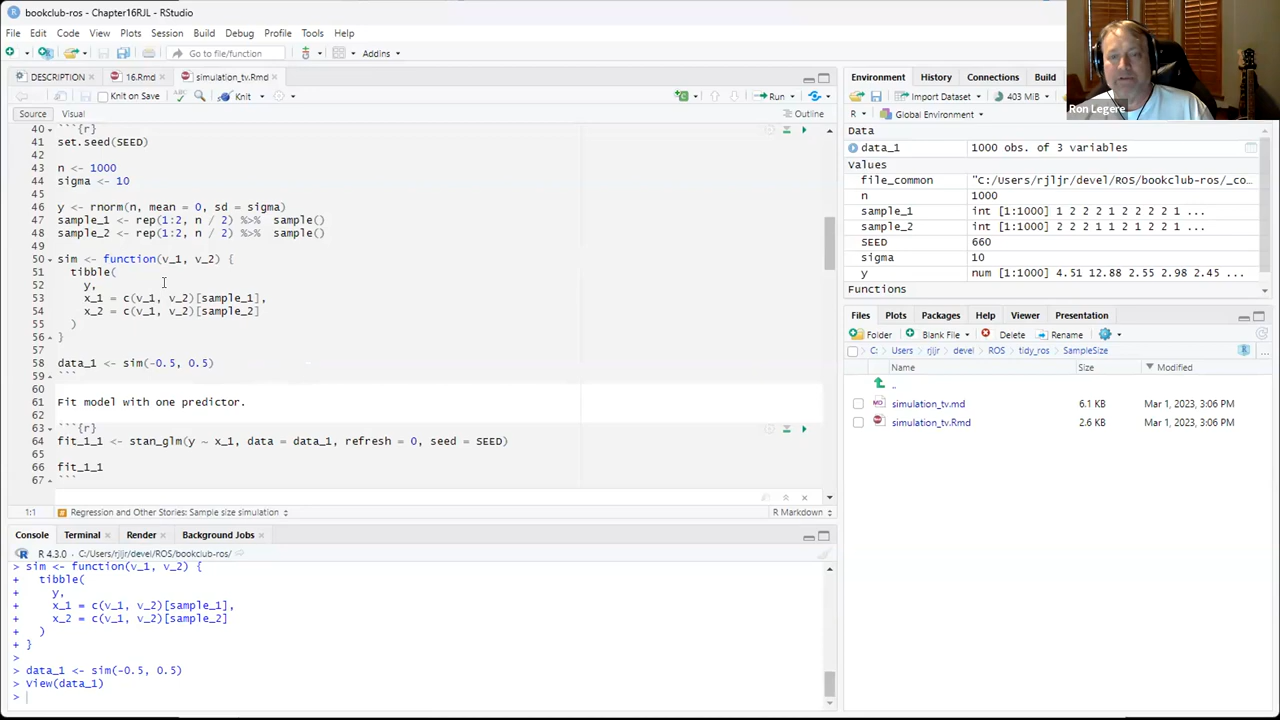 bookclub-ros - Chapter16RJL - RStudio
File Edit Code View Plots Session Build Debug Profile Tools Help
Go to file/function Addins
DESCRIPTION 16.Rmd simulation_tv.Rmd
Knit on Save Knit Run
Source Visual Outline
40 ```{r}
41 set.seed(SEED)
42
43 n <- 1000
44 sigma <- 10
45
46 y <- rnorm(n, mean = 0, sd = sigma)
47 sample_1 <- rep(1:2, n / 2) %>% sample()
48 sample_2 <- rep(1:2, n / 2) %>% sample()
49
50 sim <- function(v_1, v_2) {
51 tibble(
52 y,
53 x_1 = c(v_1, v_2)[sample_1],
54 x_2 = c(v_1, v_2)[sample_2]
55 )
56 }
57
58 data_1 <- sim(-0.5, 0.5)
59 ```
60
61 Fit model with one predictor.
62
63 ```{r}
64 fit_1_1 <- stan_glm(y ~ x_1, data = data_1, refresh = 0, seed = SEED)
65
66 fit_1_1
67 ```
1:1 Regression and Other Stories: Sample size simulation R Markdown
Console Terminal Render Background Jobs
R 4.3.0 · C:/Users/rjljr/devel/ROS/bookclub-ros/
> sim <- function(v_1, v_2) {
+ tibble(
+ y,
+ x_1 = c(v_1, v_2)[sample_1],
+ x_2 = c(v_1, v_2)[sample_2]
+ )
+ }
>
> data_1 <- sim(-0.5, 0.5)
> View(data_1)
>
Ron Legere
Environment History Connections Build
Import Dataset 403 MiB
R Global Environment
Data
data_1 1000 obs. of 3 variables
Values
file_common "C:/Users/rjljr/devel/ROS/bookclub-ros/_co…
n 1000
sample_1 int [1:1000] 1 2 2 2 1 2 2 2 2 1 ...
sample_2 int [1:1000] 1 2 2 1 1 2 2 2 2 1 ...
SEED 660
sigma 10
y num [1:1000] 4.51 12.88 2.55 2.98 2.45 ...
Functions
Files Plots Packages Help Viewer Presentation
Folder Blank File Delete Rename
C: Users rjljr devel ROS tidy_ros SampleSize ...
Name Size Modified
..
simulation_tv.md 6.1 KB Mar 1, 2023, 3:06 PM
simulation_tv.Rmd 2.6 KB Mar 1, 2023, 3:06 PM